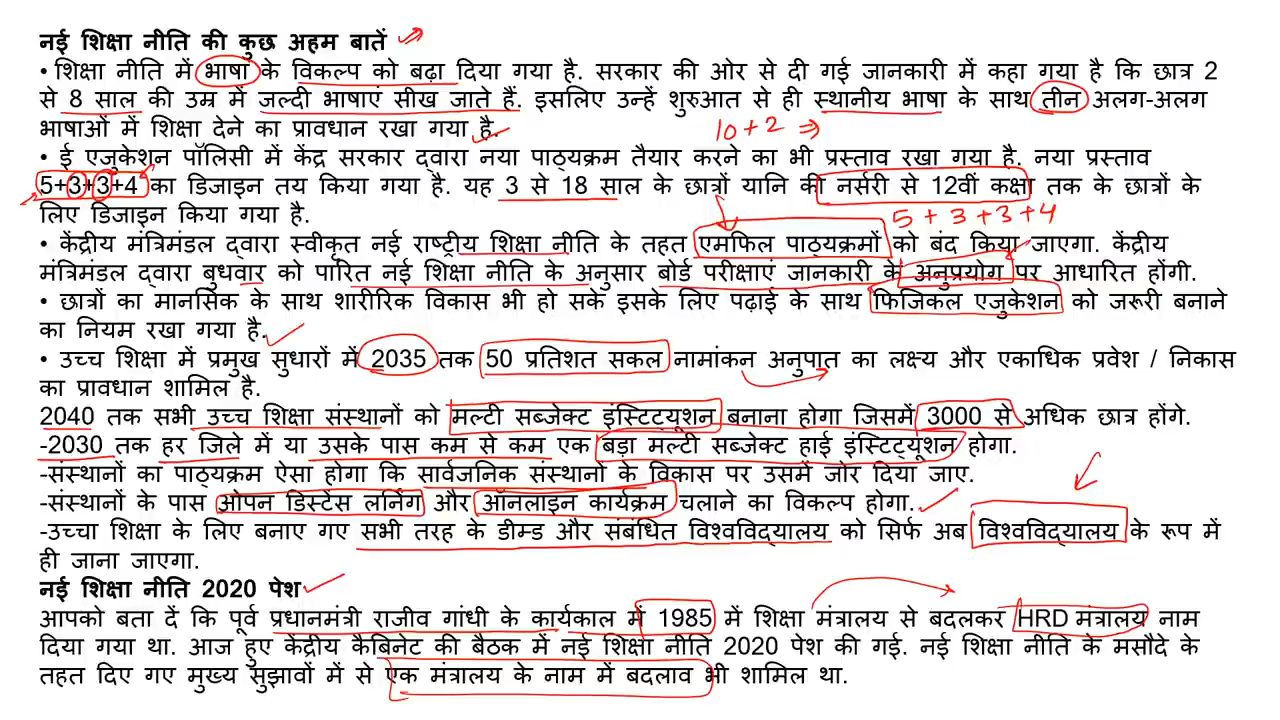 नई शिक्षा नीति की कुछ अहम बातें
• शिक्षा नीति में भाषा के विकल्प को बढ़ा दिया गया है. सरकार की ओर से दी गई जानकारी में कहा गया है कि छात्र 2
से 8 साल की उम्र में जल्दी भाषाएं सीख जाते हैं. इसलिए उन्हें शुरुआत से ही स्थानीय भाषा के साथ तीन अलग-अलग
भाषाओं में शिक्षा देने का प्रावधान रखा गया है.
10+2 ⇒
• ई एजुकेशन पॉलिसी में केंद्र सरकार द्वारा नया पाठ्यक्रम तैयार करने का भी प्रस्ताव रखा गया है. नया प्रस्ताव
5+3+3+4 का डिजाइन तय किया गया है. यह 3 से 18 साल के छात्रों यानि की नर्सरी से 12वीं कक्षा तक के छात्रों के
लिए डिजाइन किया गया है.
5 + 3 + 3 + 4
• केंद्रीय मंत्रिमंडल द्वारा स्वीकृत नई राष्ट्रीय शिक्षा नीति के तहत एमफिल पाठ्यक्रमों को बंद किया जाएगा. केंद्रीय
मंत्रिमंडल द्वारा बुधवार को पारित नई शिक्षा नीति के अनुसार बोर्ड परीक्षाएं जानकारी के अनुप्रयोग पर आधारित होंगी.
• छात्रों का मानसिक के साथ शारीरिक विकास भी हो सके इसके लिए पढ़ाई के साथ फिजिकल एजुकेशन को जरूरी बनाने
का नियम रखा गया है.
• उच्च शिक्षा में प्रमुख सुधारों में 2035 तक 50 प्रतिशत सकल नामांकन अनुपात का लक्ष्य और एकाधिक प्रवेश / निकास
का प्रावधान शामिल है.
2040 तक सभी उच्च शिक्षा संस्थानों को मल्टी सब्जेक्ट इंस्टिट्यूशन बनाना होगा जिसमें 3000 से अधिक छात्र होंगे.
-2030 तक हर जिले में या उसके पास कम से कम एक बड़ा मल्टी सब्जेक्ट हाई इंस्टिट्यूशन होगा.
-संस्थानों का पाठ्यक्रम ऐसा होगा कि सार्वजनिक संस्थानों के विकास पर उसमें जोर दिया जाए.
-संस्थानों के पास ओपन डिस्टेंस लर्निंग और ऑनलाइन कार्यक्रम चलाने का विकल्प होगा.
-उच्चा शिक्षा के लिए बनाए गए सभी तरह के डीम्ड और संबंधित विश्वविद्यालय को सिर्फ अब विश्वविद्यालय के रूप में
ही जाना जाएगा.
नई शिक्षा नीति 2020 पेश
आपको बता दें कि पूर्व प्रधानमंत्री राजीव गांधी के कार्यकाल में 1985 में शिक्षा मंत्रालय से बदलकर HRD मंत्रालय नाम
दिया गया था. आज हुए केंद्रीय कैबिनेट की बैठक में नई शिक्षा नीति 2020 पेश की गई. नई शिक्षा नीति के मसौदे के
तहत दिए गए मुख्य सुझावों में से एक मंत्रालय के नाम में बदलाव भी शामिल था.